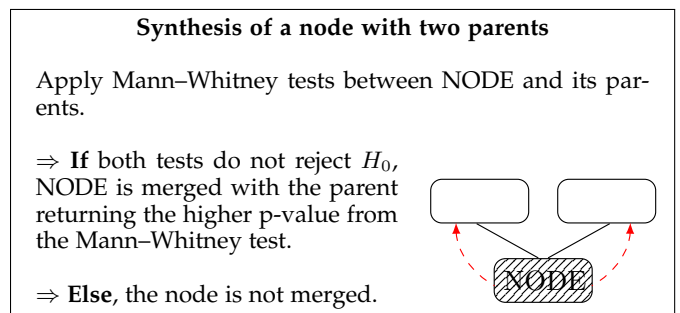 Synthesis of a node with two parents
Apply Mann–Whitney tests between NODE and its par-
ents.
⇒ If both tests do not reject H₀,
NODE is merged with the parent
returning the higher p-value from
the Mann–Whitney test.
⇒ Else, the node is not merged.
NODE